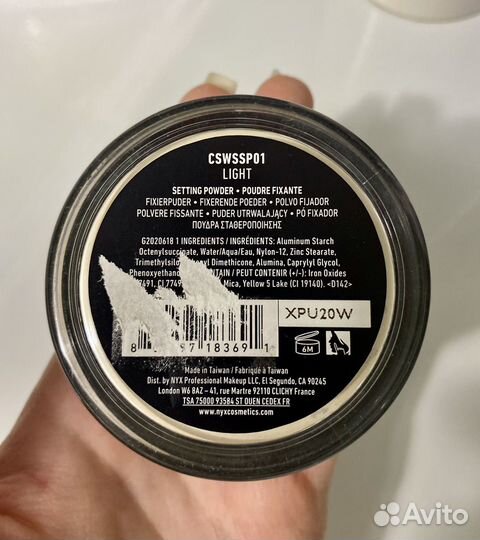 CSWSSP01
LIGHT
SETTING POWDER • POUDRE FIXANTE
FIXIERPUDER • FIXERENDE POEDER • POLVO FIJADOR
POLVERE FISSANTE • PUDER UTRWALAJĄCY • PÓ FIXADOR
ΠΟΥΔΡΑ ΣΤΑΘΕΡΟΠΟΙΗΣΗΣ
G2020618 1 INGREDIENTS / INGRÉDIENTS: Aluminum Starch
Octenylsuccinate, Water/Aqua/Eau, Nylon-12, Zinc Stearate,
Dimethicone, Alumina, Caprylyl Glycol,
/ PEUT CONTENIR (+/-): Iron Oxides
Mica, Yellow 5 Lake (CI 19140). <D142>
XPU20W
8 97 18369 1
6M
Made in Taiwan / Fabriqué à Taiwan
Dist. by NYX Professional Makeup LLC, El Segundo, CA 90245
London W6 8AZ – 41, rue Martre 92110 CLICHY France
TSA 75000 93584 ST OUEN CEDEX FR
www.nyxcosmetics.com
Avito